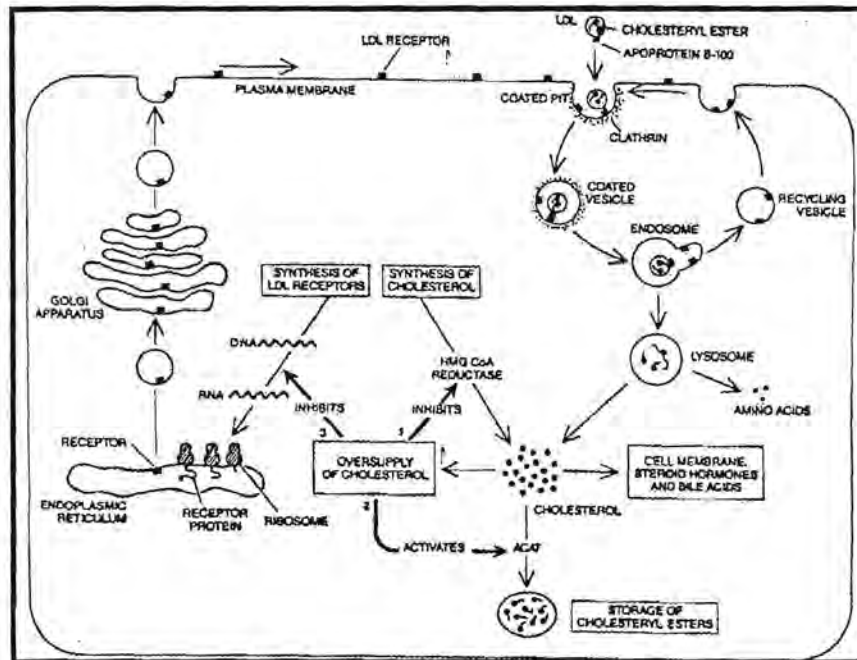 LDL
CHOLESTERYL ESTER
APOPROTEIN B-100
LDL RECEPTOR
PLASMA MEMBRANE
COATED PIT
CLATHRIN
COATED
VESICLE
RECYCLING
VESICLE
ENDOSOME
SYNTHESIS OF
LDL RECEPTORS
SYNTHESIS OF
CHOLESTEROL
GOLGI
APPARATUS
DNA
HMG CoA
REDUCTASE
LYSOSOME
RNA
INHIBITS
INHIBITS
AMINO ACIDS
3
1
RECEPTOR
OVERSUPPLY
OF CHOLESTEROL
CELL MEMBRANE,
STEROID HORMONES
AND BILE ACIDS
ENDOPLASMIC
RETICULUM
RECEPTOR
PROTEIN
RIBOSOME
CHOLESTEROL
2
ACTIVATES
ACAT
STORAGE OF
CHOLESTERYL ESTERS